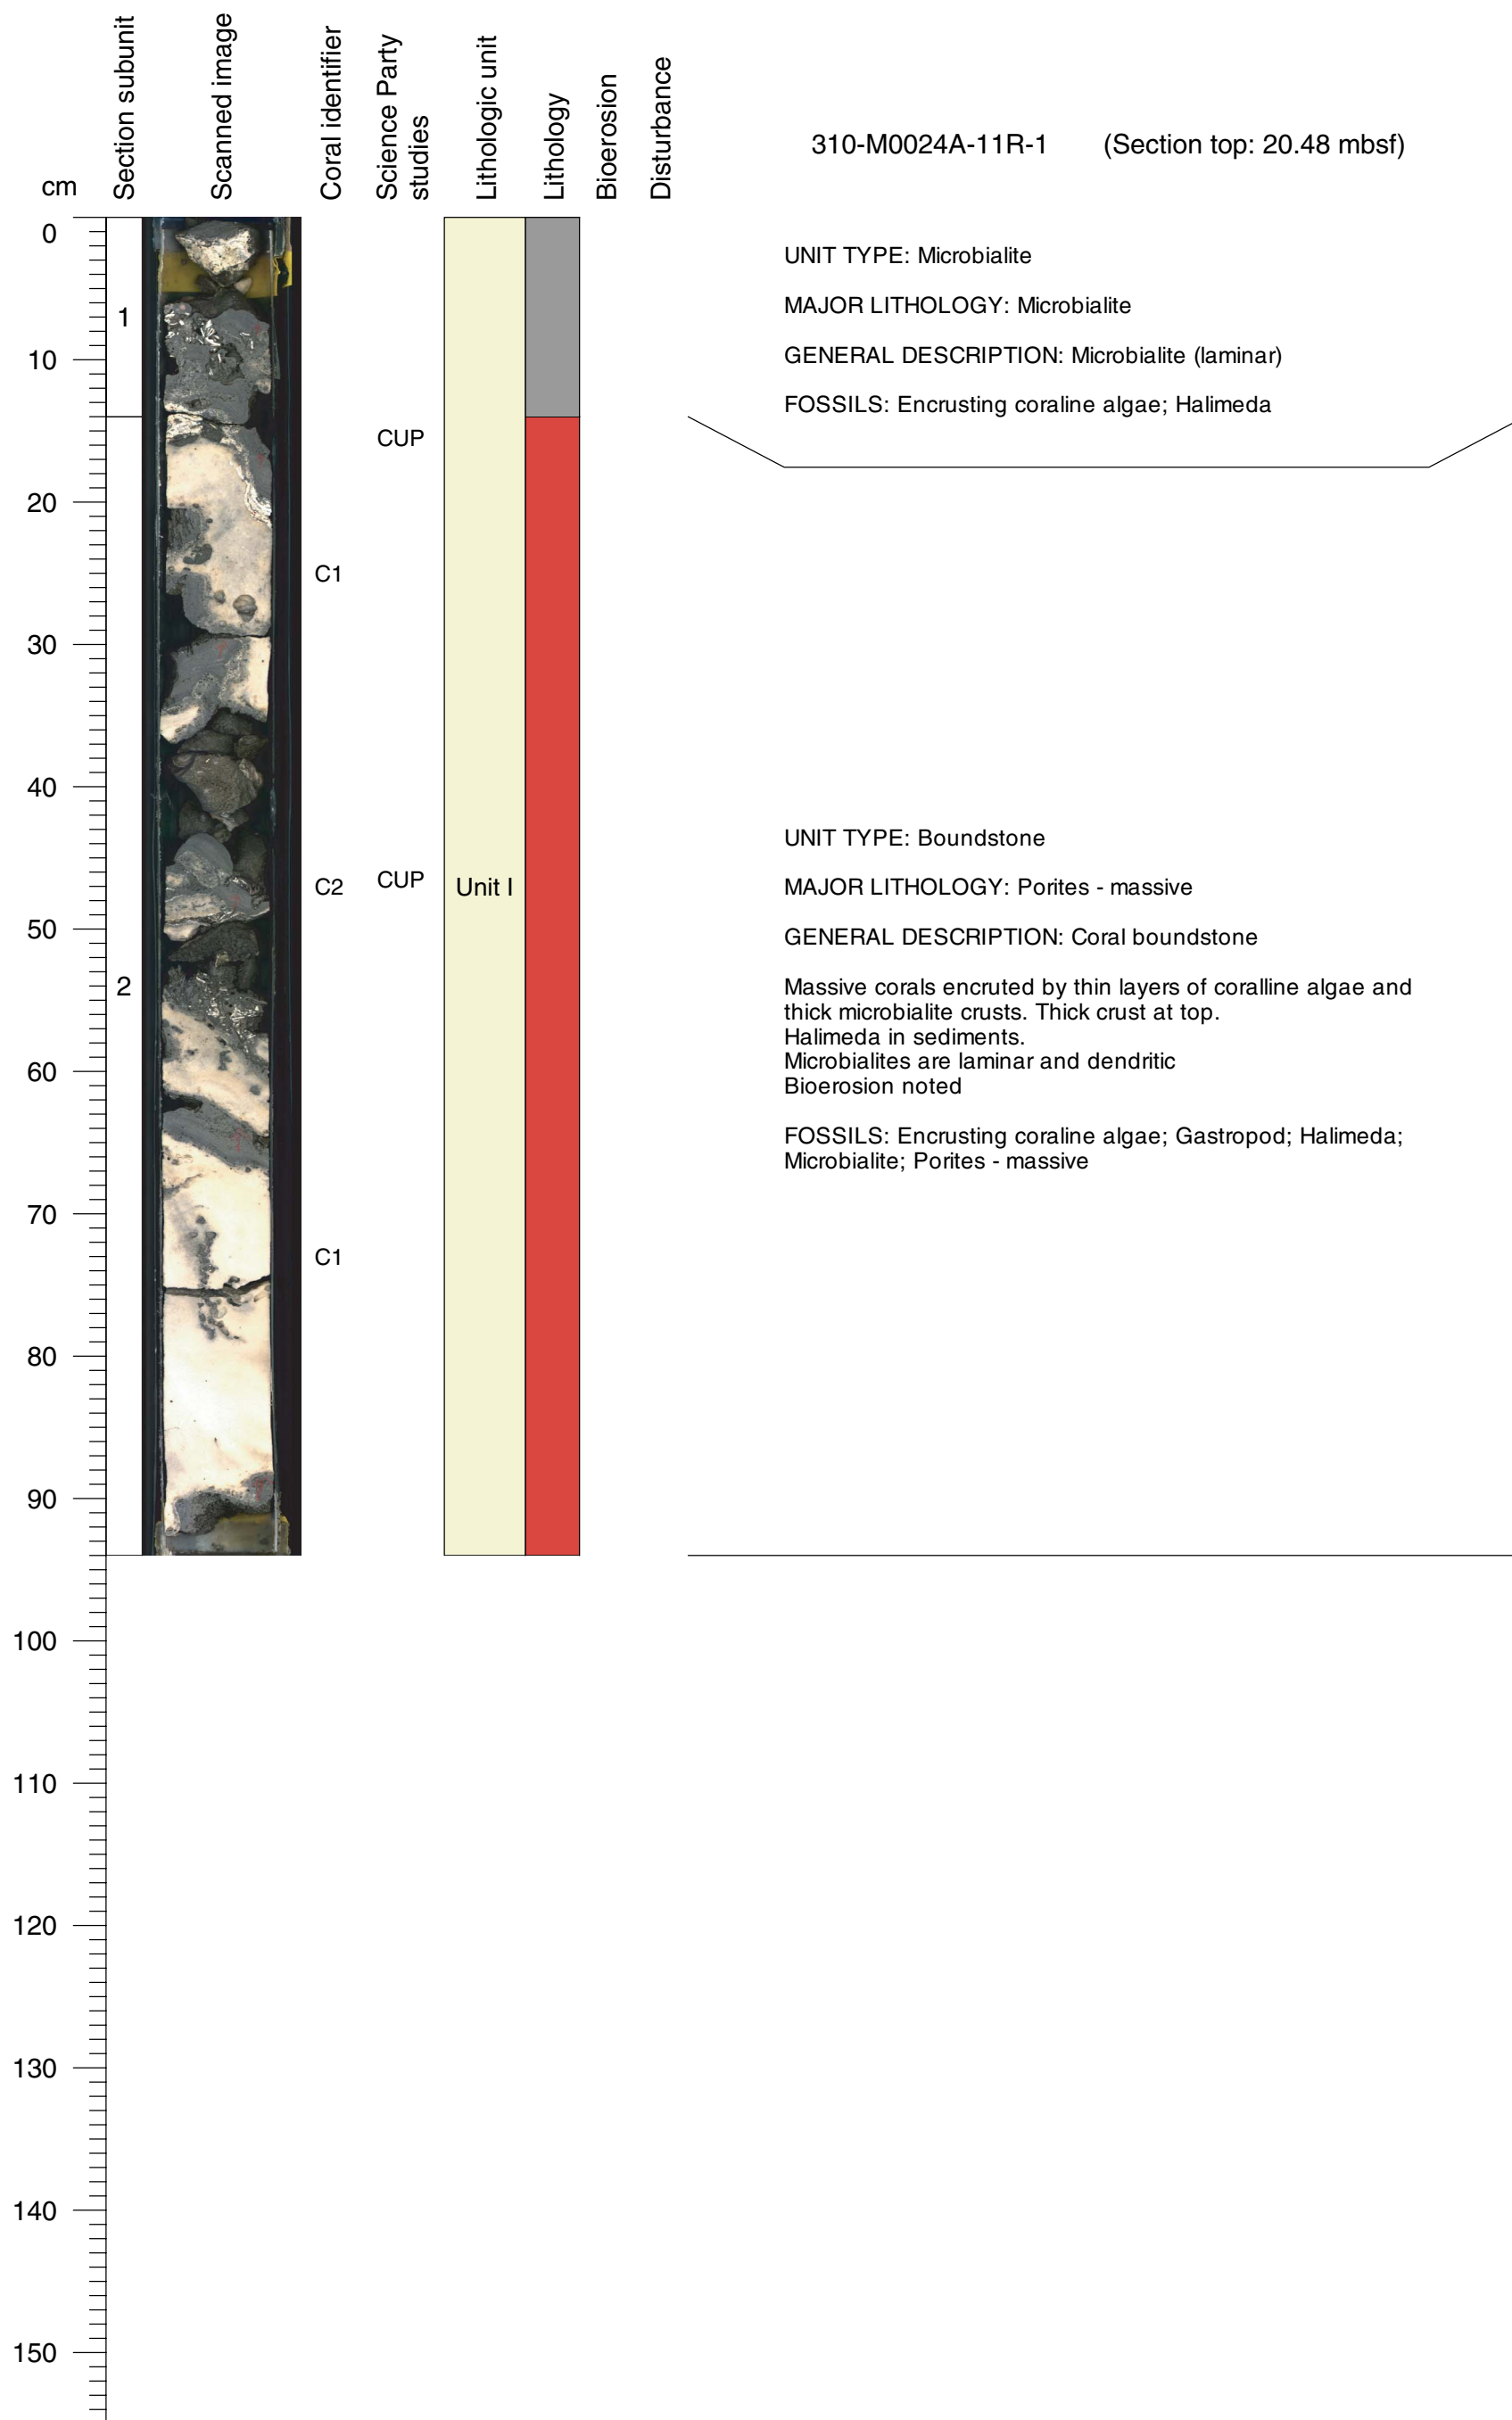 cm
Section subunit
Scanned image
Coral identifier
Science Party
studies
Lithologic unit
Lithology
Bioerosion
Disturbance
310-M0024A-11R-1 (Section top: 20.48 mbsf)
0
UNIT TYPE: Microbialite
MAJOR LITHOLOGY: Microbialite
1
10
GENERAL DESCRIPTION: Microbialite (laminar)
FOSSILS: Encrusting coraline algae; Halimeda
CUP
20
C1
30
40
UNIT TYPE: Boundstone
C2
CUP
Unit I
MAJOR LITHOLOGY: Porites - massive
50
GENERAL DESCRIPTION: Coral boundstone
2
Massive corals encruted by thin layers of coralline algae and
thick microbialite crusts. Thick crust at top.
Halimeda in sediments.
60
Microbialites are laminar and dendritic
Bioerosion noted
FOSSILS: Encrusting coraline algae; Gastropod; Halimeda;
Microbialite; Porites - massive
70
C1
80
90
100
110
120
130
140
150